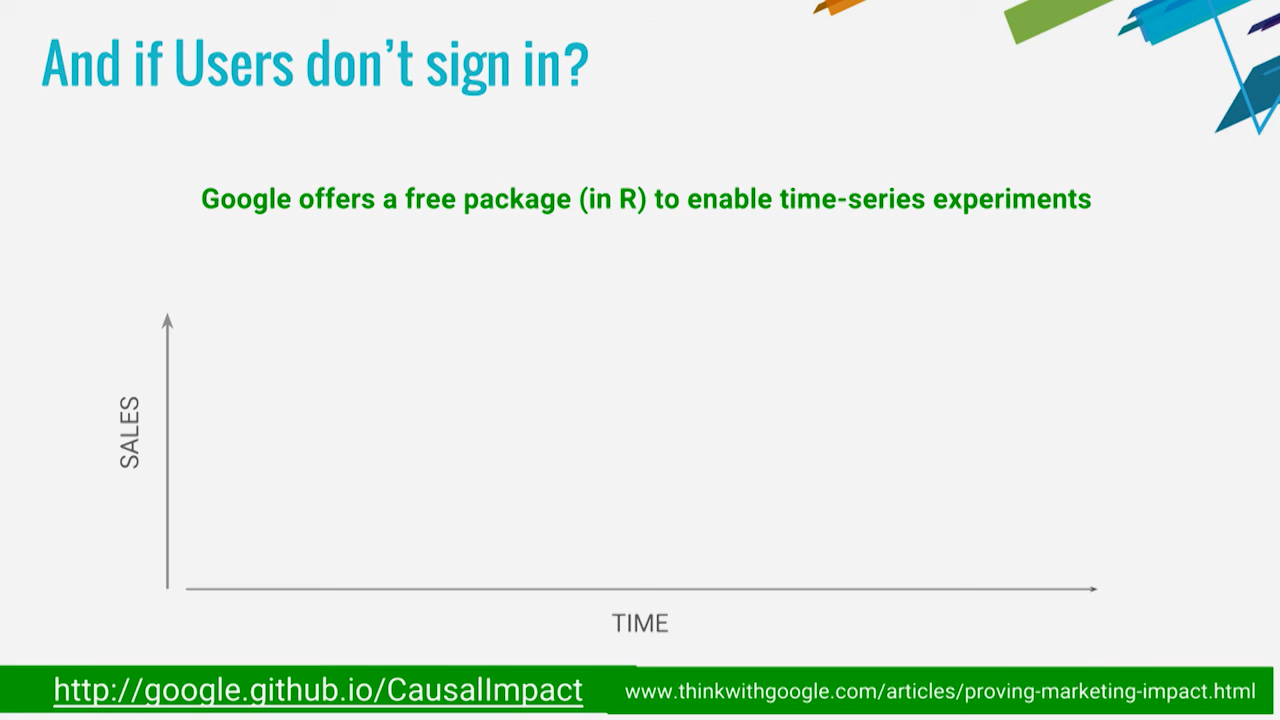 And if Users don’t sign in?
Google offers a free package (in R) to enable time-series experiments
SALES
TIME
http://google.github.io/CausalImpact
www.thinkwithgoogle.com/articles/proving-marketing-impact.html